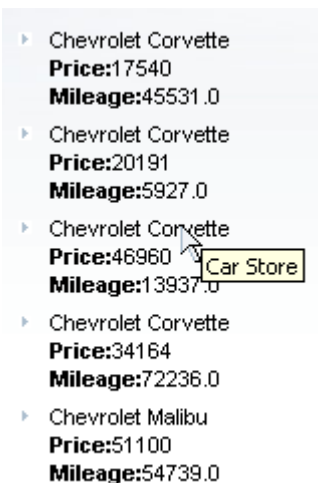 Chevrolet Corvette
Price:17540
Mileage:45531.0
Chevrolet Corvette
Price:20191
Mileage:5927.0
Chevrolet Corvette
Price:46960
Car Store
Mileage:13937.0
Chevrolet Corvette
Price:34164
Mileage:72236.0
Chevrolet Malibu
Price:51100
Mileage:54739.0